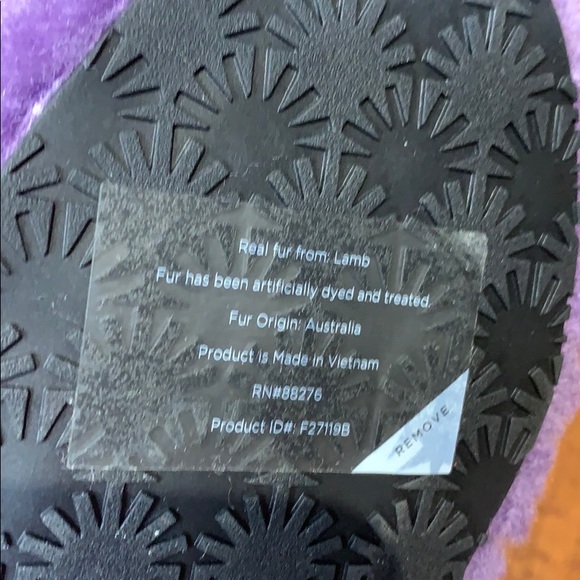 Real fur from: Lamb
Fur has been artificially dyed and treated.
Fur Origin: Australia
Product is Made in Vietnam
RN#88276
Product ID#: F27119B
REMOVE